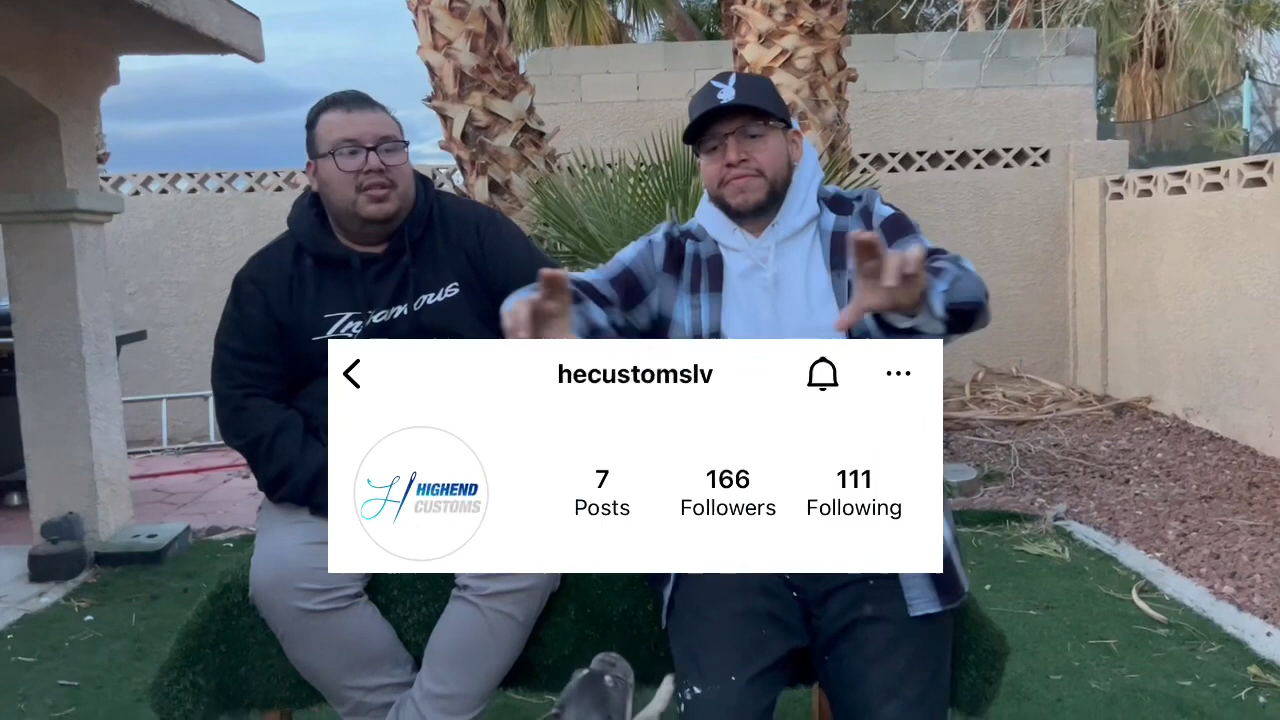 Infamous
hecustomslv
HIGHEND
CUSTOMS
7
Posts
166
Followers
111
Following